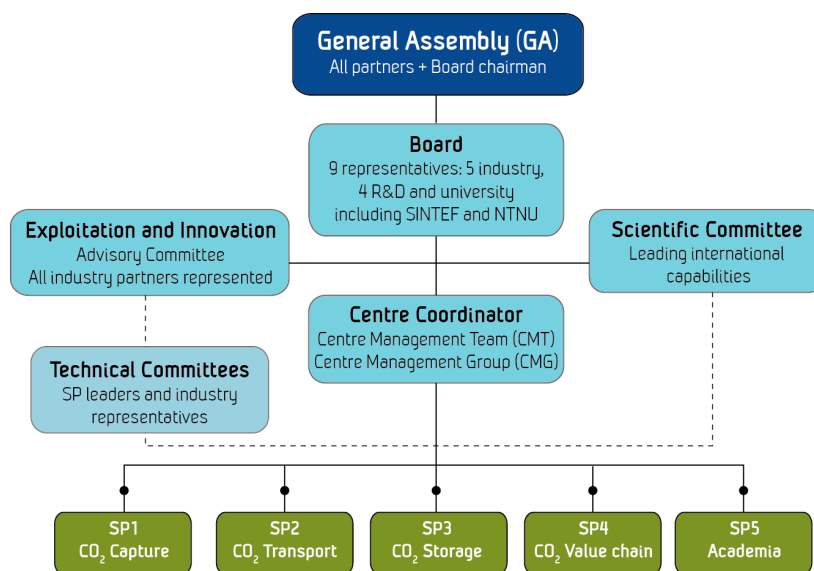 General Assembly (GA)
All partners + Board chairman
Board
9 representatives: 5 industry,
4 R&D and university
including SINTEF and NTNU
Exploitation and Innovation
Advisory Committee
All industry partners represented
Scientific Committee
Leading international
capabilities
Centre Coordinator
Centre Management Team (CMT)
Centre Management Group (CMG)
Technical Committees
SP leaders and industry
representatives
SP1
CO₂ Capture
SP2
CO₂ Transport
SP3
CO₂ Storage
SP4
CO₂ Value chain
SP5
Academia